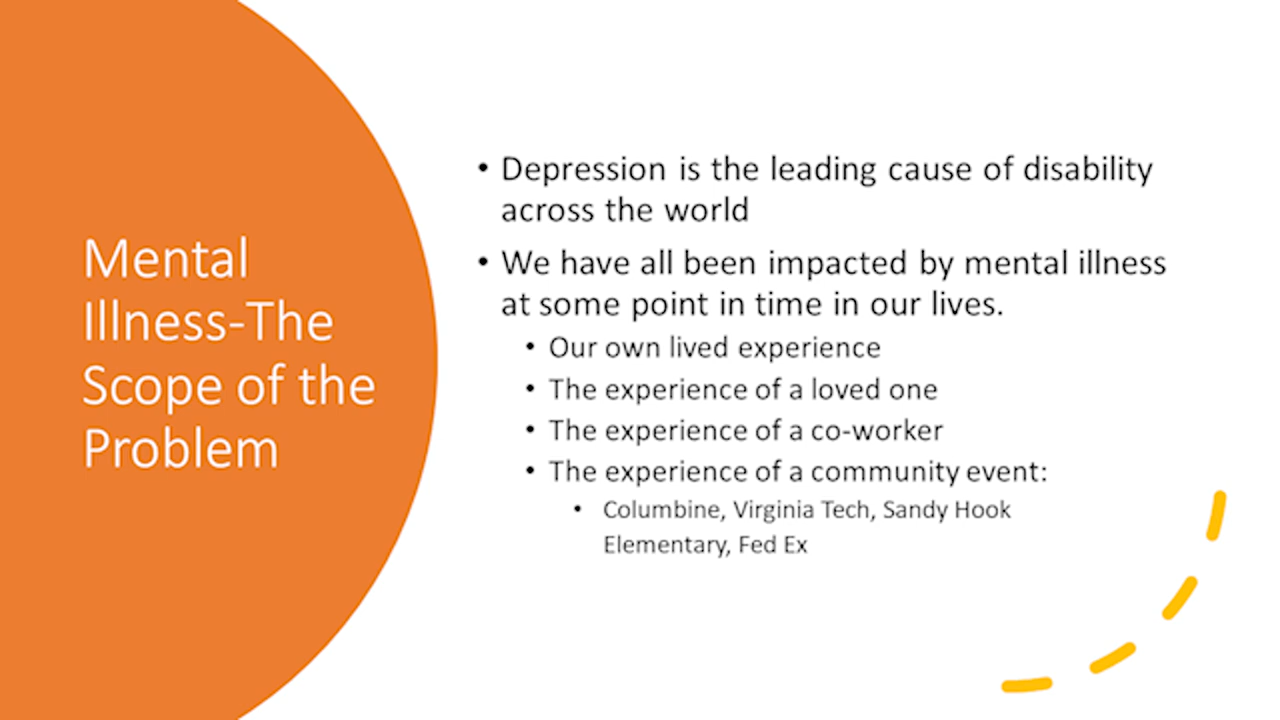 Mental
Illness-The
Scope of the
Problem
• Depression is the leading cause of disability
across the world
• We have all been impacted by mental illness
at some point in time in our lives.
• Our own lived experience
• The experience of a loved one
• The experience of a co-worker
• The experience of a community event:
• Columbine, Virginia Tech, Sandy Hook
Elementary, Fed Ex